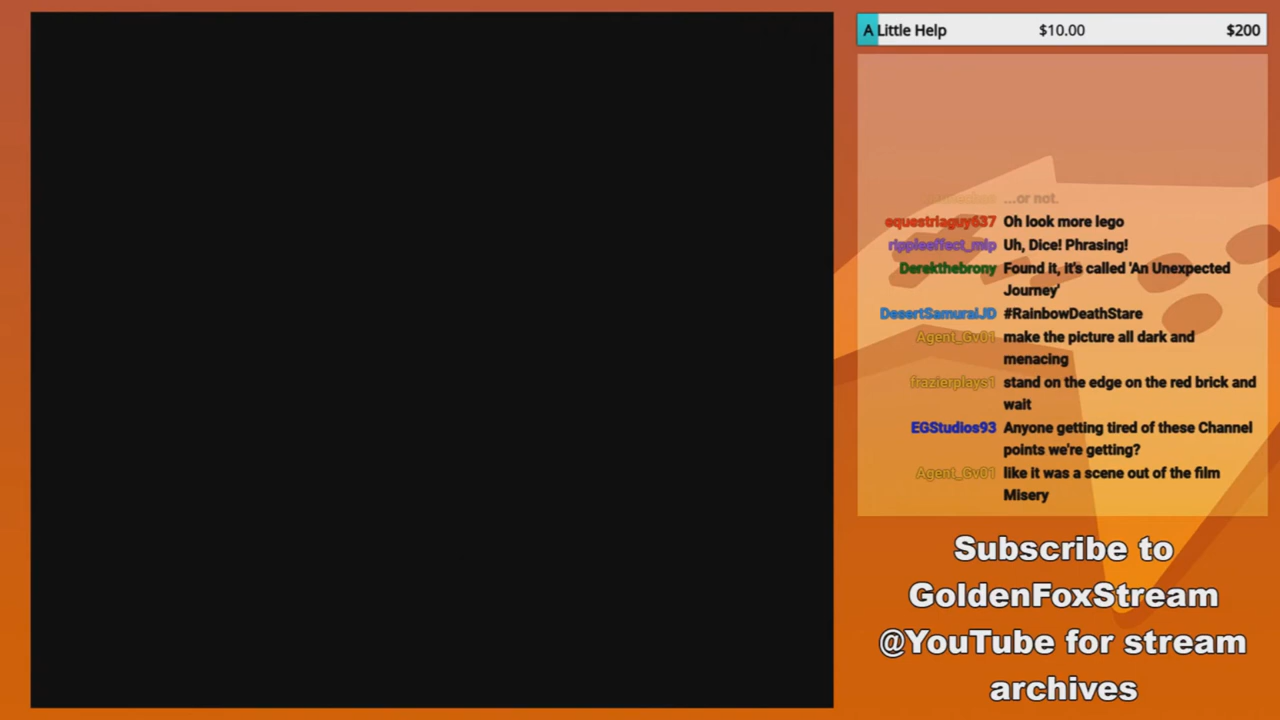 A Little Help $10.00 $200
...or not.
equestriaguy637 Oh look more lego
rippleeffect_mlp Uh, Dice! Phrasing!
Derekthebrony Found it, it's called 'An Unexpected
Journey'
DesertSamuraiJD #RainbowDeathStare
Agent_Gv01 make the picture all dark and
menacing
frazierplays1 stand on the edge on the red brick and
wait
EGStudios93 Anyone getting tired of these Channel
points we're getting?
Agent_Gv01 like it was a scene out of the film
Misery
Subscribe to
GoldenFoxStream
@YouTube for stream
archives